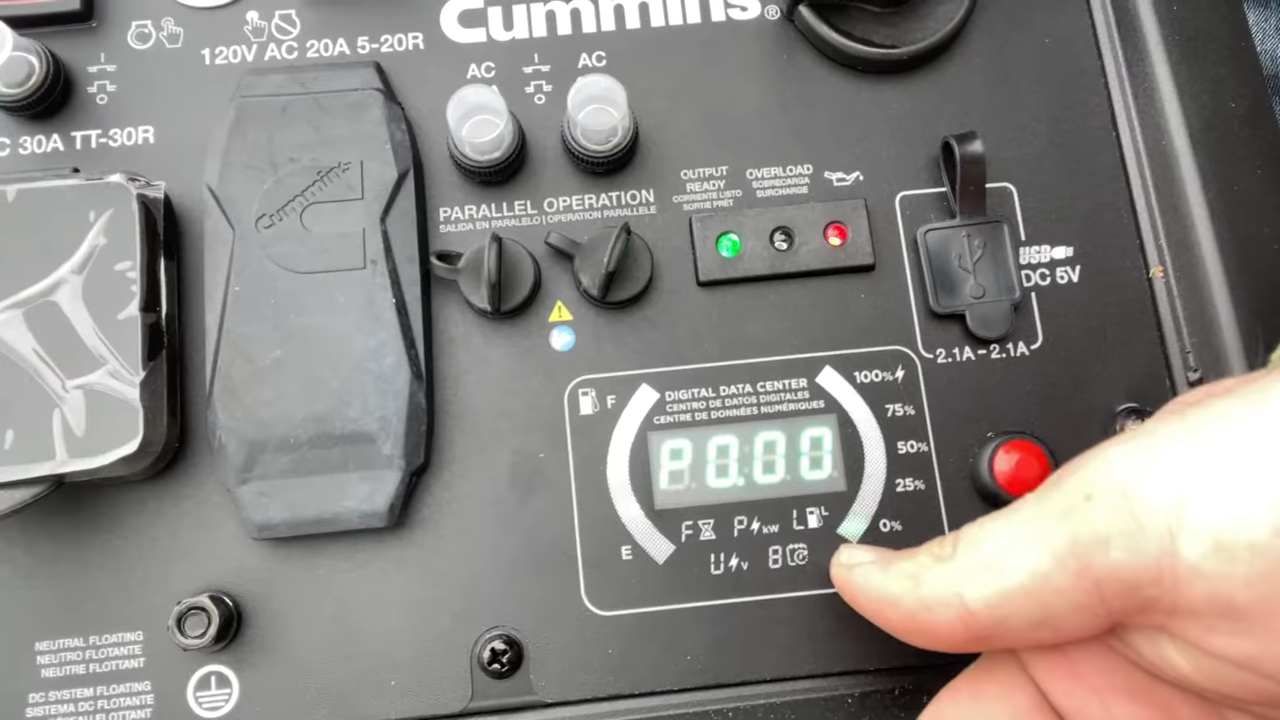 Cummins®
120V AC 20A 5-20R
AC
AC
C 30A TT-30R
Cummins
PARALLEL OPERATION
SALIDA EN PARALELO | OPERATION PARALLELE
OUTPUT
READY
CORRIENTE LISTO
SORTIE PRÊT
OVERLOAD
SOBRECARGA
SURCHARGE
USB
DC 5V
2.1A-2.1A
F
DIGITAL DATA CENTER
CENTRO DE DATOS DIGITALES
CENTRE DE DONNÉES NUMÉRIQUES
100%
75%
50%
25%
0%
P0.00
F P kW L L
E
U V 8
NEUTRAL FLOATING
NEUTRO FLOTANTE
NEUTRE FLOTTANT
DC SYSTEM FLOATING
SISTEMA DC FLOTANTE
FLOTTANT